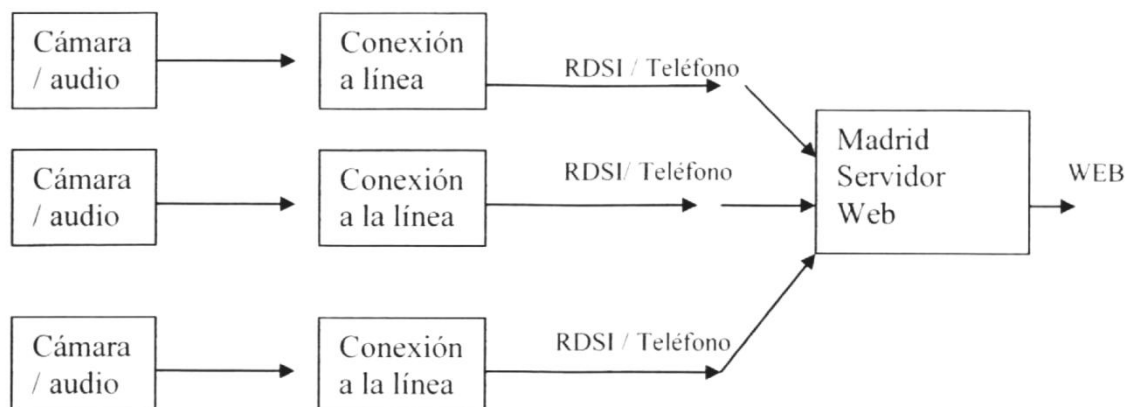 Cámara
/ audio
Conexión
a línea
RDSI / Teléfono
Cámara
/ audio
Conexión
a la línea
RDSI/ Teléfono
Madrid
Servidor
Web
WEB
Cámara
/ audio
Conexión
a la línea
RDSI / Teléfono